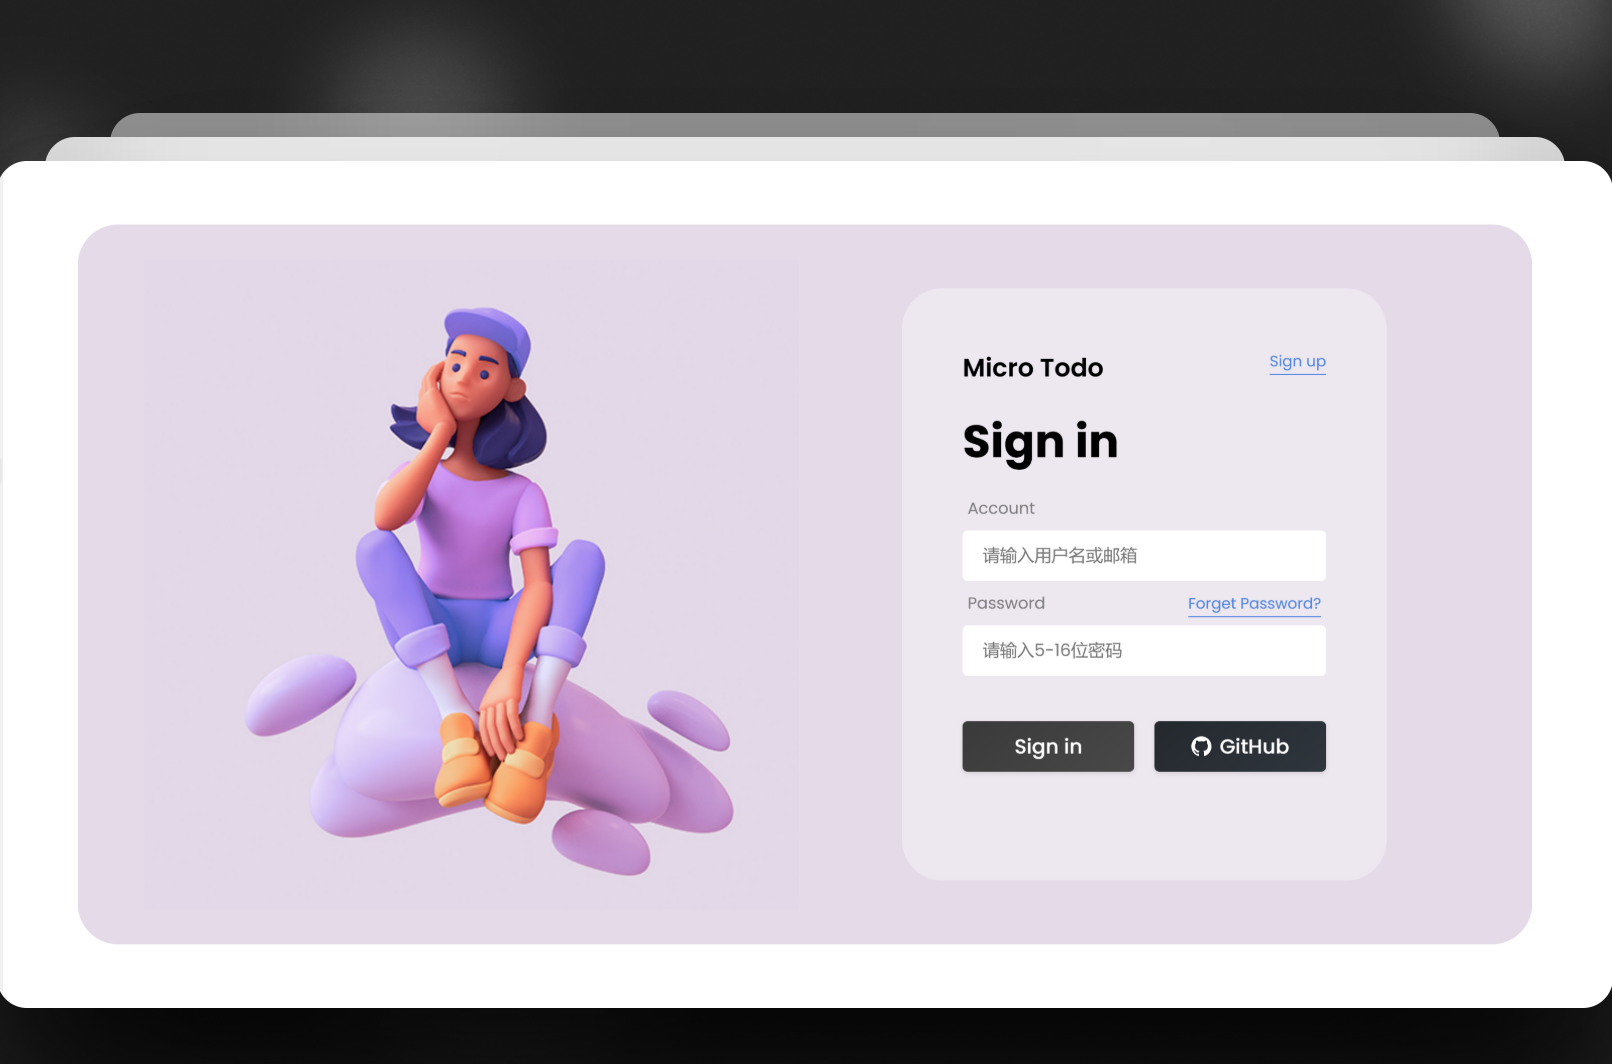 Micro Todo
Sign up
Sign in
Account
请输入用户名或邮箱
Password
Forget Password?
请输入5-16位密码
Sign in
GitHub